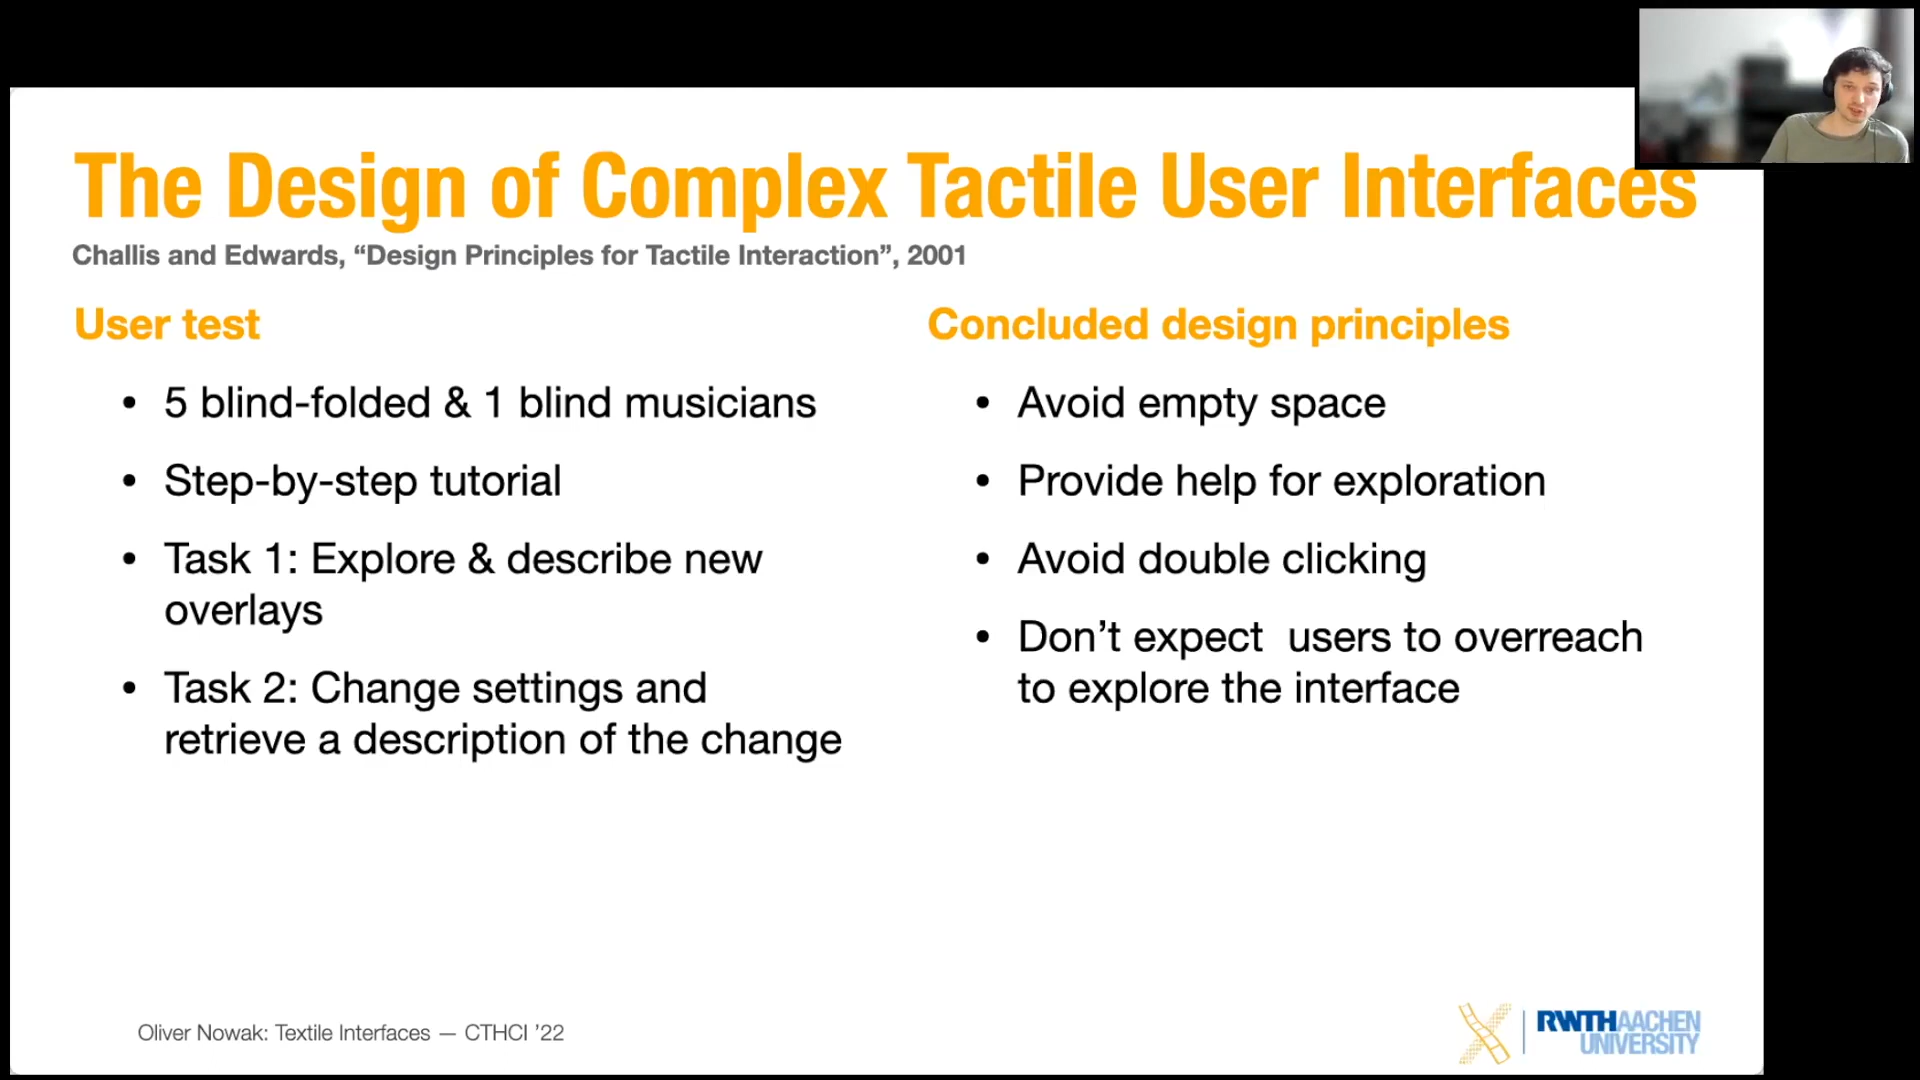 The Design of Complex Tactile User Interfaces
Challis and Edwards, “Design Principles for Tactile Interaction”, 2001
User test
• 5 blind-folded & 1 blind musicians
• Step-by-step tutorial
• Task 1: Explore & describe new
overlays
• Task 2: Change settings and
retrieve a description of the change
Concluded design principles
• Avoid empty space
• Provide help for exploration
• Avoid double clicking
• Don’t expect  users to overreach
to explore the interface
Oliver Nowak: Textile Interfaces — CTHCI ’22
RWTHAACHEN
UNIVERSITY